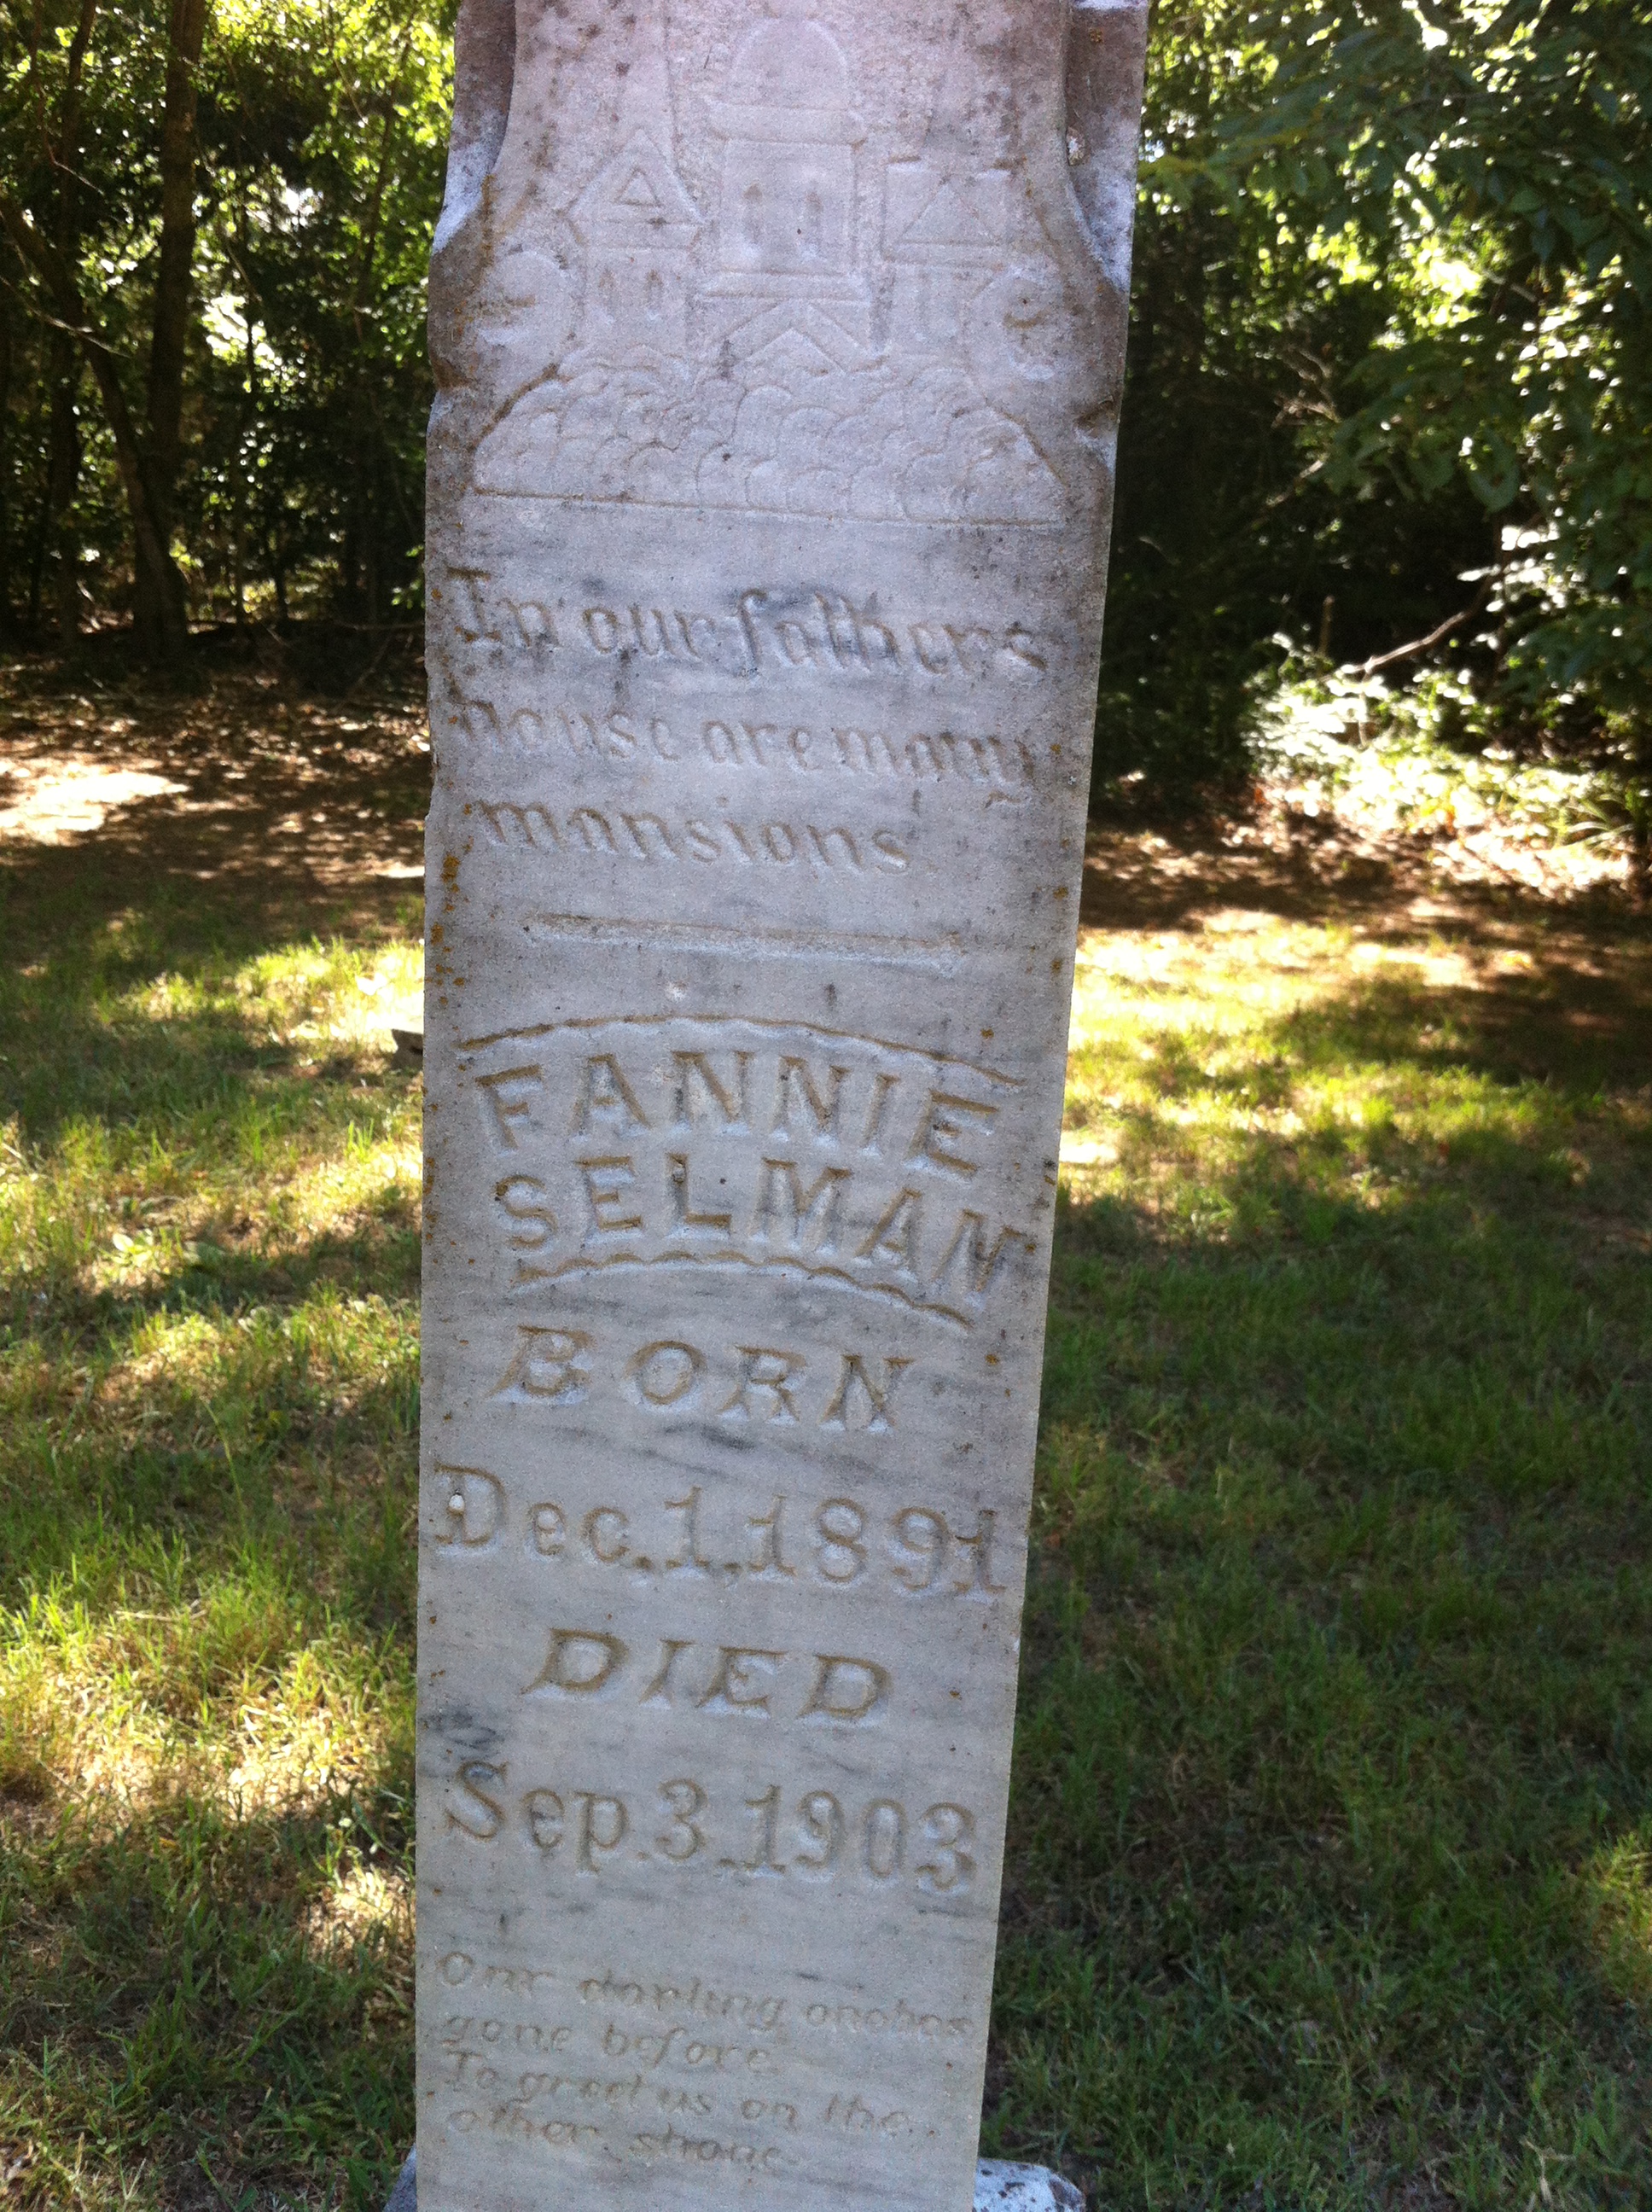 In our fathers
house are many
mansions.
FANNIE
SELMAN
BORN
Dec. 1, 1891
DIED
Sep. 3, 1903
Our darling one has
gone before
To greet us on the
other shore